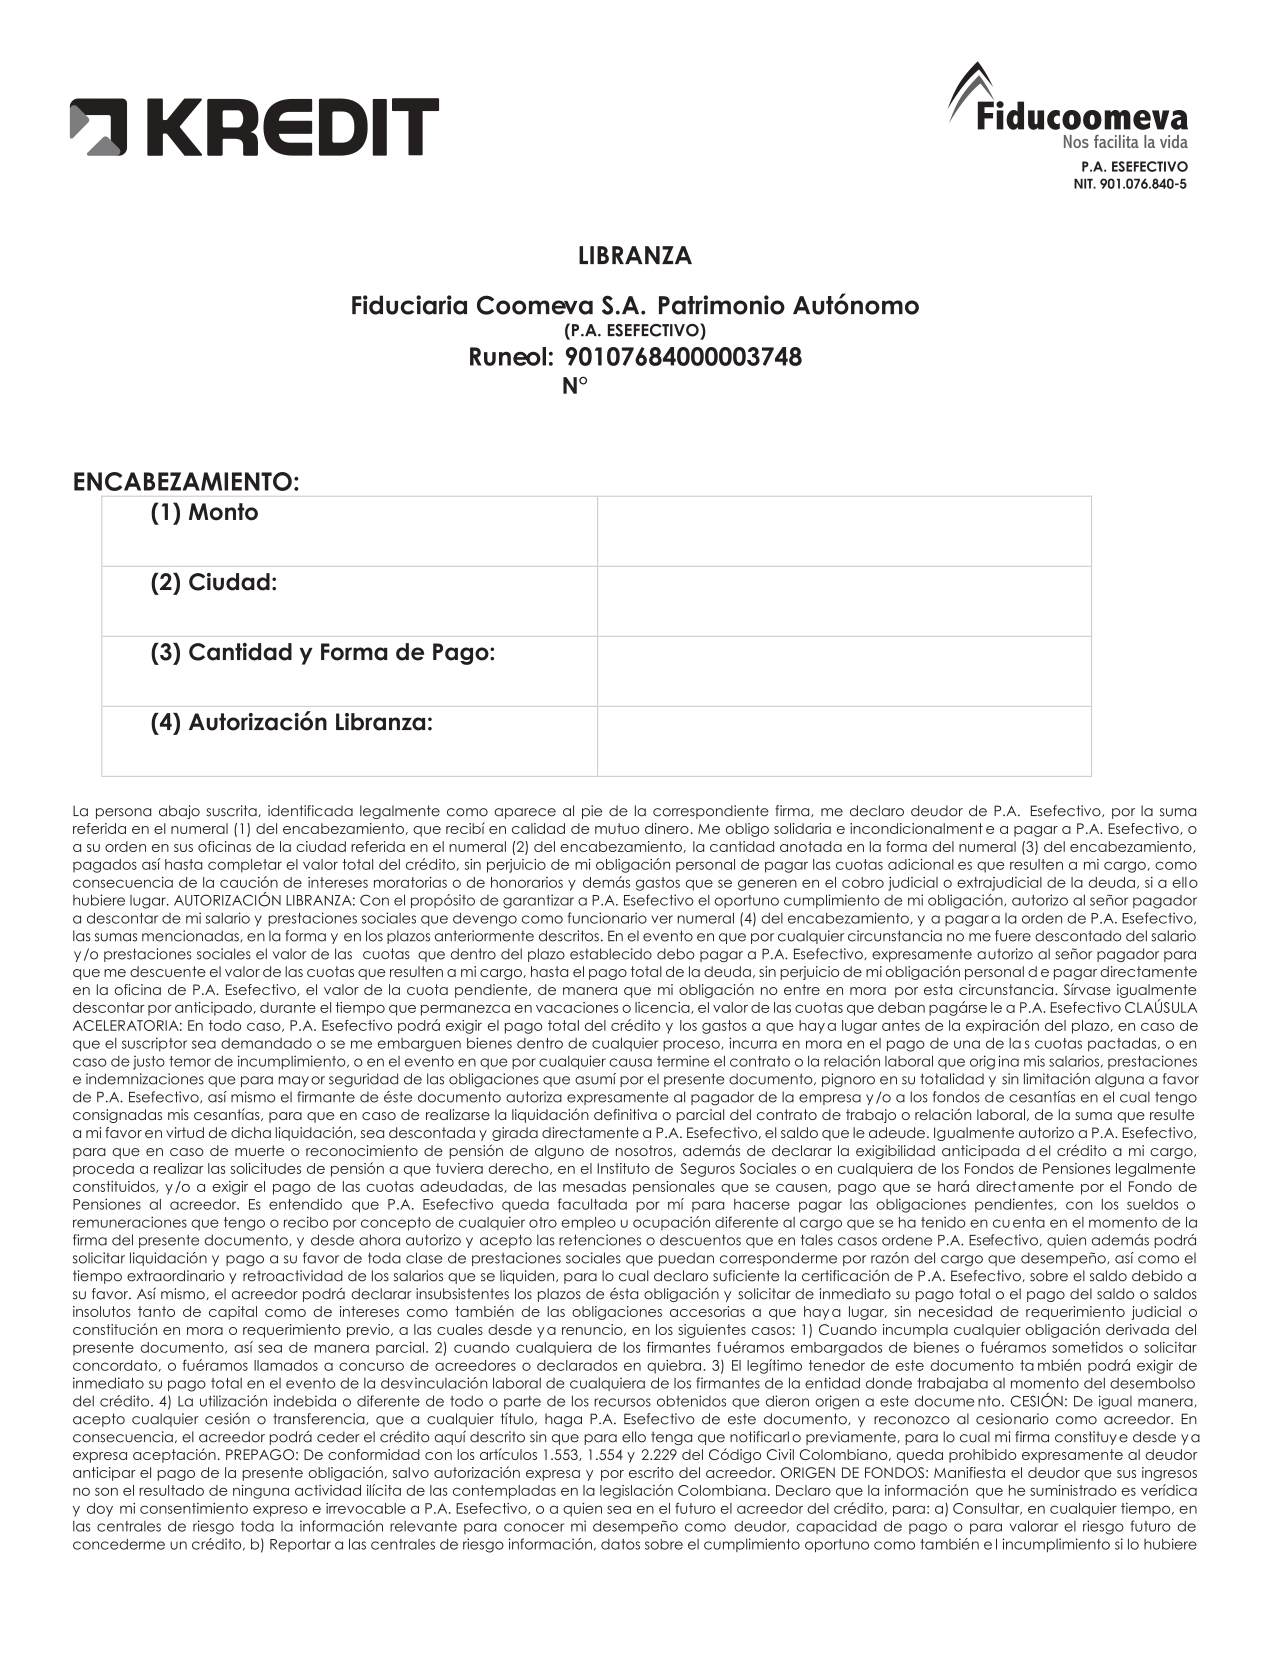 KREDIT
Fiducoomeva
Nos facilita la vida
P.A. ESEFECTIVO
NIT. 901.076.840-5
LIBRANZA
Fiduciaria Coomeva S.A. Patrimonio Autónomo
(P.A. ESEFECTIVO)
Runeol: 90107684000003748
N°
ENCABEZAMIENTO:
(1) Monto
(2) Ciudad:
(3) Cantidad y Forma de Pago:
(4) Autorización Libranza:
La persona abajo suscrita, identificada legalmente como aparece al pie de la correspondiente firma, me declaro deudor de P.A. Esefectivo, por la suma
referida en el numeral (1) del encabezamiento, que recibí en calidad de mutuo dinero. Me obligo solidaria e incondicionalmente a pagar a P.A. Esefectivo, o
a su orden en sus oficinas de la ciudad referida en el numeral (2) del encabezamiento, la cantidad anotada en la forma del numeral (3) del encabezamiento,
pagados así hasta completar el valor total del crédito, sin perjuicio de mi obligación personal de pagar las cuotas adicionales que resulten a mi cargo, como
consecuencia de la caución de intereses moratorias o de honorarios y demás gastos que se generen en el cobro judicial o extrajudicial de la deuda, si a ello
hubiere lugar. AUTORIZACIÓN LIBRANZA: Con el propósito de garantizar a P.A. Esefectivo el oportuno cumplimiento de mi obligación, autorizo al señor pagador
a descontar de mi salario y prestaciones sociales que devengo como funcionario ver numeral (4) del encabezamiento, y a pagar a la orden de P.A. Esefectivo,
las sumas mencionadas, en la forma y en los plazos anteriormente descritos. En el evento en que por cualquier circunstancia no me fuere descontado del salario
y/o prestaciones sociales el valor de las cuotas que dentro del plazo establecido debo pagar a P.A. Esefectivo, expresamente autorizo al señor pagador para
que me descuente el valor de las cuotas que resulten a mi cargo, hasta el pago total de la deuda, sin perjuicio de mi obligación personal de pagar directamente
en la oficina de P.A. Esefectivo, el valor de la cuota pendiente, de manera que mi obligación no entre en mora por esta circunstancia. Sírvase igualmente
descontar por anticipado, durante el tiempo que permanezca en vacaciones o licencia, el valor de las cuotas que deban pagársele a P.A. Esefectivo CLAÚSULA
ACELERATORIA: En todo caso, P.A. Esefectivo podrá exigir el pago total del crédito y los gastos a que haya lugar antes de la expiración del plazo, en caso de
que el suscriptor sea demandado o se me embarguen bienes dentro de cualquier proceso, incurra en mora en el pago de una de las cuotas pactadas, o en
caso de justo temor de incumplimiento, o en el evento en que por cualquier causa termine el contrato o la relación laboral que origina mis salarios, prestaciones
e indemnizaciones que para mayor seguridad de las obligaciones que asumí por el presente documento, pignoro en su totalidad y sin limitación alguna a favor
de P.A. Esefectivo, así mismo el firmante de éste documento autoriza expresamente al pagador de la empresa y/o a los fondos de cesantías en el cual tengo
consignadas mis cesantías, para que en caso de realizarse la liquidación definitiva o parcial del contrato de trabajo o relación laboral, de la suma que resulte
a mi favor en virtud de dicha liquidación, sea descontada y girada directamente a P.A. Esefectivo, el saldo que le adeude. Igualmente autorizo a P.A. Esefectivo,
para que en caso de muerte o reconocimiento de pensión de alguno de nosotros, además de declarar la exigibilidad anticipada del crédito a mi cargo,
proceda a realizar las solicitudes de pensión a que tuviera derecho, en el Instituto de Seguros Sociales o en cualquiera de los Fondos de Pensiones legalmente
constituidos, y/o a exigir el pago de las cuotas adeudadas, de las mesadas pensionales que se causen, pago que se hará directamente por el Fondo de
Pensiones al acreedor. Es entendido que P.A. Esefectivo queda facultada por mí para hacerse pagar las obligaciones pendientes, con los sueldos o
remuneraciones que tengo o recibo por concepto de cualquier otro empleo u ocupación diferente al cargo que se ha tenido en cuenta en el momento de la
firma del presente documento, y desde ahora autorizo y acepto las retenciones o descuentos que en tales casos ordene P.A. Esefectivo, quien además podrá
solicitar liquidación y pago a su favor de toda clase de prestaciones sociales que puedan corresponderme por razón del cargo que desempeño, así como el
tiempo extraordinario y retroactividad de los salarios que se liquiden, para lo cual declaro suficiente la certificación de P.A. Esefectivo, sobre el saldo debido a
su favor. Así mismo, el acreedor podrá declarar insubsistentes los plazos de ésta obligación y solicitar de inmediato su pago total o el pago del saldo o saldos
insolutos tanto de capital como de intereses como también de las obligaciones accesorias a que haya lugar, sin necesidad de requerimiento judicial o
constitución en mora o requerimiento previo, a las cuales desde ya renuncio, en los siguientes casos: 1) Cuando incumpla cualquier obligación derivada del
presente documento, así sea de manera parcial. 2) cuando cualquiera de los firmantes fuéramos embargados de bienes o fuéramos sometidos o solicitar
concordato, o fuéramos llamados a concurso de acreedores o declarados en quiebra. 3) El legítimo tenedor de este documento también podrá exigir de
inmediato su pago total en el evento de la desvinculación laboral de cualquiera de los firmantes de la entidad donde trabajaba al momento del desembolso
del crédito. 4) La utilización indebida o diferente de todo o parte de los recursos obtenidos que dieron origen a este documento. CESIÓN: De igual manera,
acepto cualquier cesión o transferencia, que a cualquier título, haga P.A. Esefectivo de este documento, y reconozco al cesionario como acreedor. En
consecuencia, el acreedor podrá ceder el crédito aquí descrito sin que para ello tenga que notificarlo previamente, para lo cual mi firma constituye desde ya
expresa aceptación. PREPAGO: De conformidad con los artículos 1.553, 1.554 y 2.229 del Código Civil Colombiano, queda prohibido expresamente al deudor
anticipar el pago de la presente obligación, salvo autorización expresa y por escrito del acreedor. ORIGEN DE FONDOS: Manifiesta el deudor que sus ingresos
no son el resultado de ninguna actividad ilícita de las contempladas en la legislación Colombiana. Declaro que la información que he suministrado es verídica
y doy mi consentimiento expreso e irrevocable a P.A. Esefectivo, o a quien sea en el futuro el acreedor del crédito, para: a) Consultar, en cualquier tiempo, en
las centrales de riesgo toda la información relevante para conocer mi desempeño como deudor, capacidad de pago o para valorar el riesgo futuro de
concederme un crédito, b) Reportar a las centrales de riesgo información, datos sobre el cumplimiento oportuno como también el incumplimiento si lo hubiere